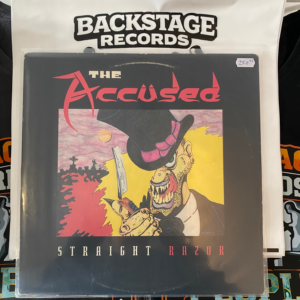 BACKSTAGE
RECORDS
THE
Accused
STRAIGHT RAZOR